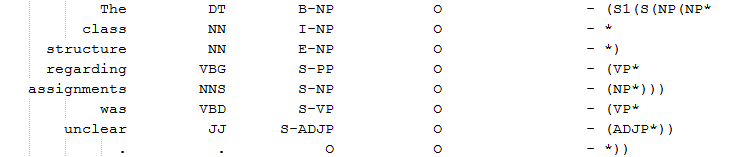 The DT B-NP O - (S1(S(NP(NP*
class NN I-NP O - *
structure NN E-NP O - *)
regarding VBG S-PP O - (VP*
assignments NNS S-NP O - (NP*)))
was VBD S-VP O - (VP*
unclear JJ S-ADJP O - (ADJP*))
. . O O - *))